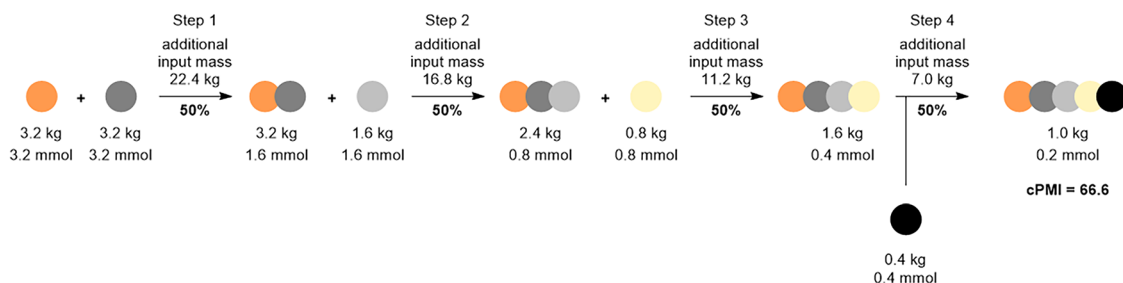 Step 1
additional
input mass
22.4 kg
50%
Step 2
additional
input mass
16.8 kg
50%
Step 3
additional
input mass
11.2 kg
50%
Step 4
additional
input mass
7.0 kg
50%
+
+
+
3.2 kg
3.2 mmol
3.2 kg
3.2 mmol
3.2 kg
1.6 mmol
1.6 kg
1.6 mmol
2.4 kg
0.8 mmol
0.8 kg
0.8 mmol
1.6 kg
0.4 mmol
1.0 kg
0.2 mmol
cPMI = 66.6
0.4 kg
0.4 mmol